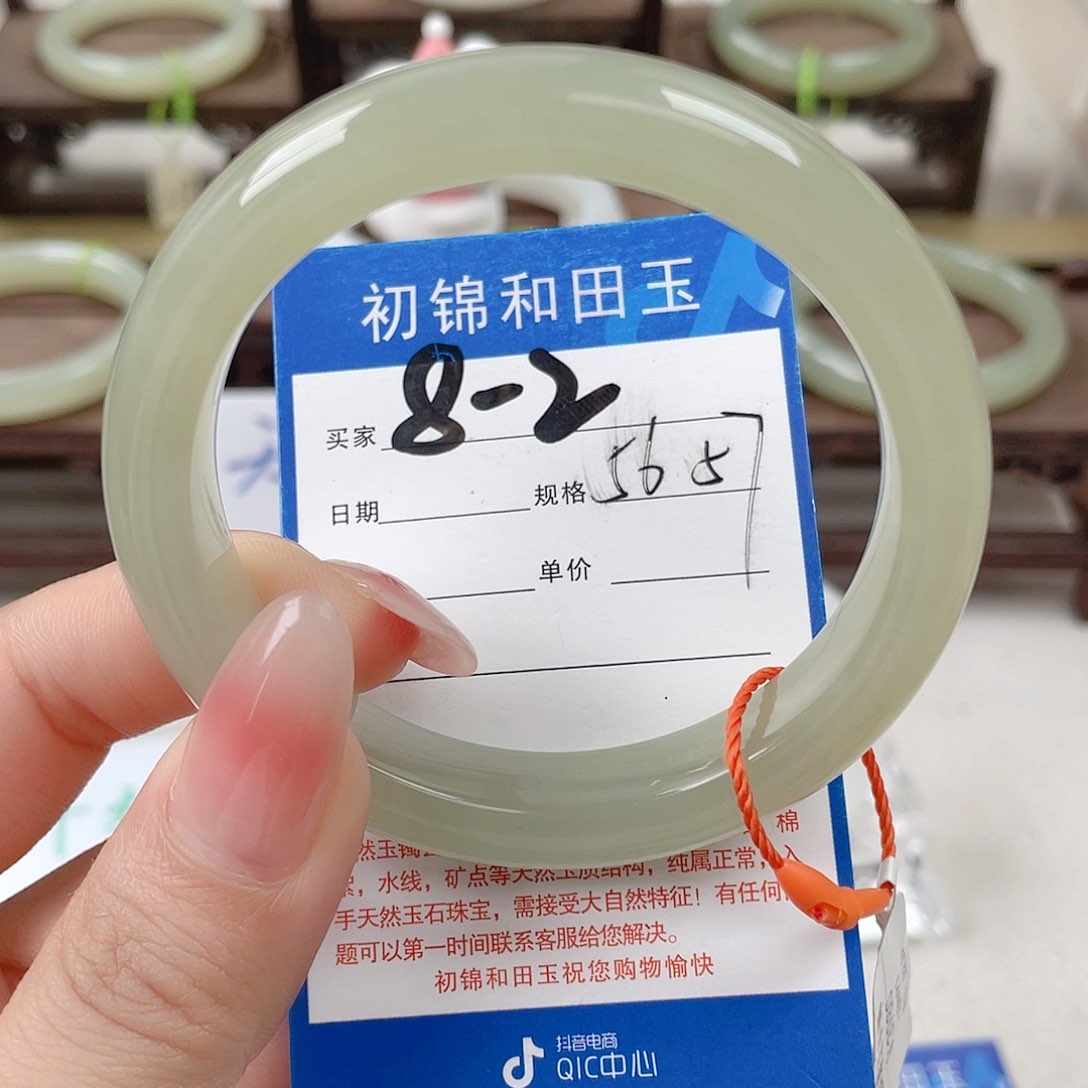 初锦和田玉
买家 8-2
日期 规格 56.5
单价
棉
然玉镯
，水线，矿点等天然玉质结构，纯属正常，入
手天然玉石珠宝，需接受大自然特征！有任何
题可以第一时间联系客服给您解决。
初锦和田玉祝您购物愉快
抖音电商
QIC中心